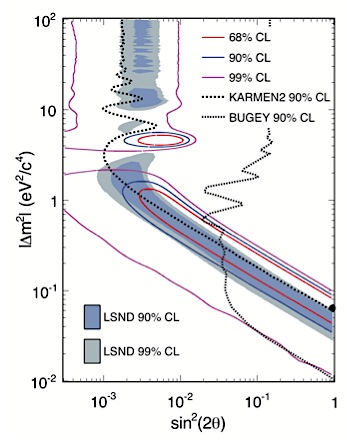 10²
68% CL
90% CL
99% CL
KARMEN2 90% CL
BUGEY 90% CL
10
1
10⁻¹
10⁻²
|Δm²| (eV²/c⁴)
LSND 90% CL
LSND 99% CL
10⁻³ 10⁻² 10⁻¹ 1
sin²(2θ)